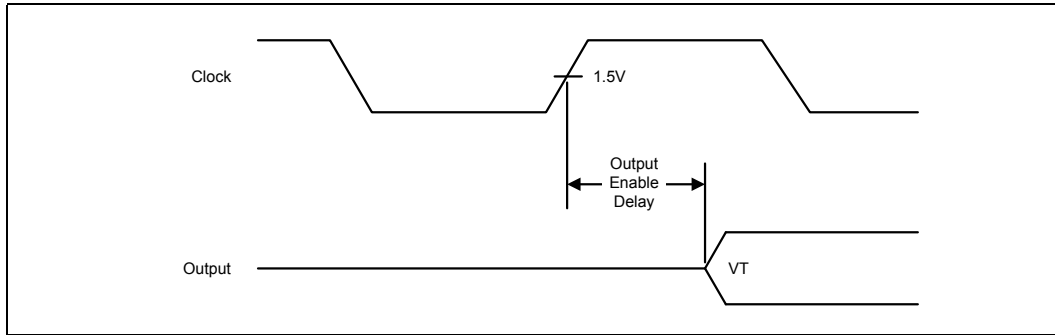 Clock
1.5V
Output
Enable
Delay
Output
VT